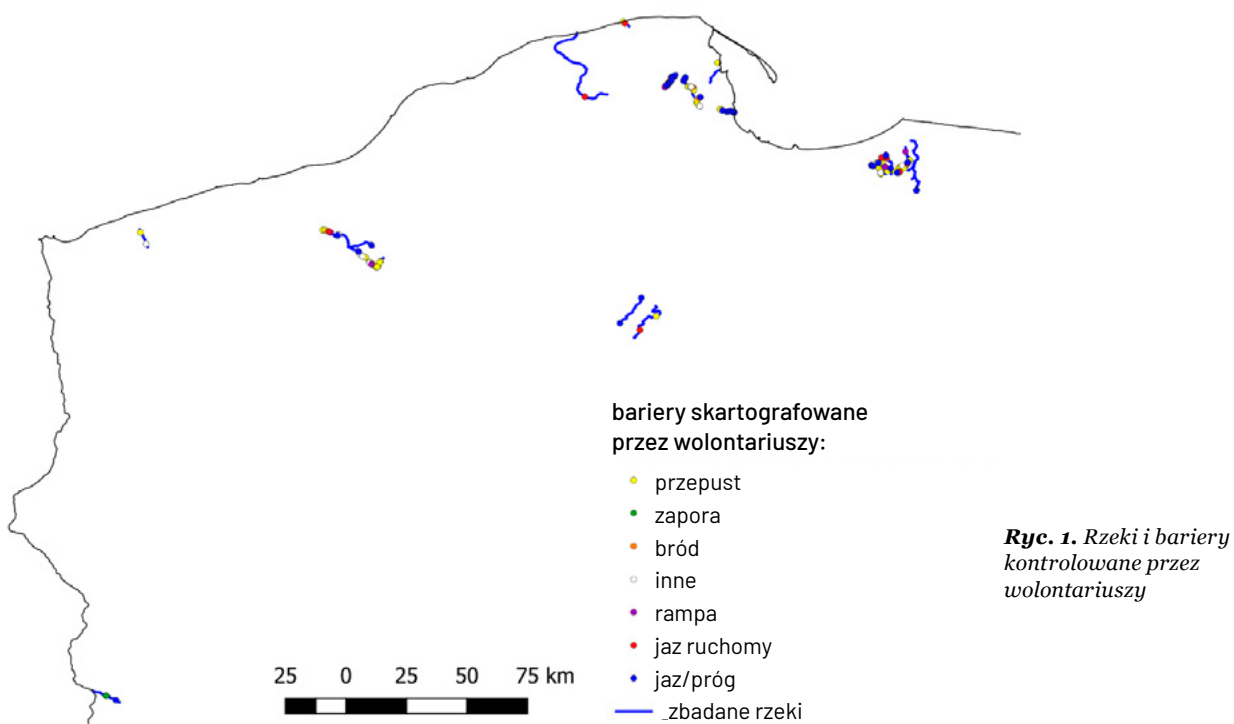 bariery skartografowane
przez wolontariuszy:
przepust
zapora
bród
inne
rampa
jaz ruchomy
jaz/próg
_zbadane rzeki
25 0 25 50 75 km
Ryc. 1. Rzeki i bariery
kontrolowane przez
wolontariuszy